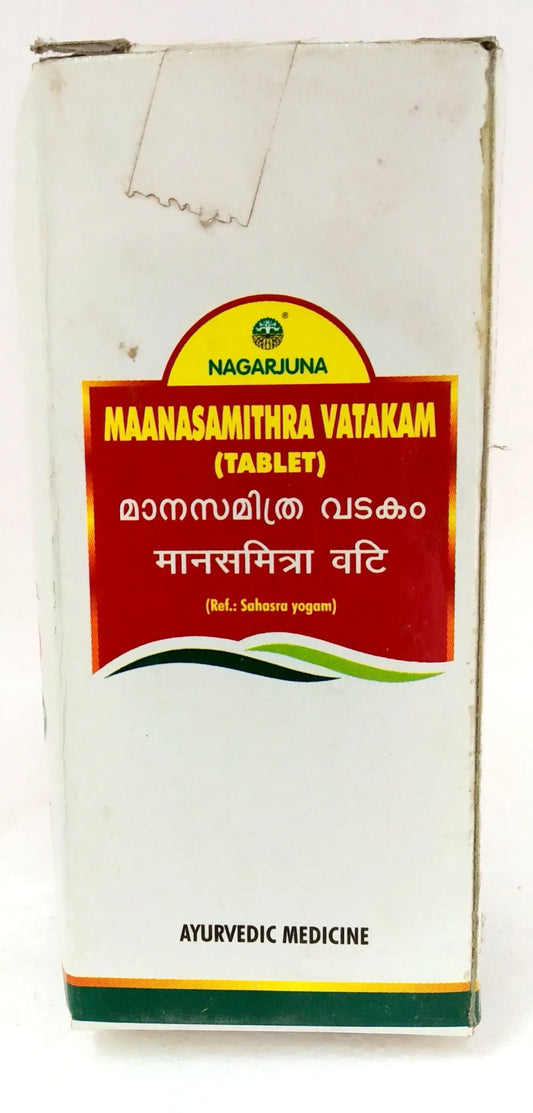 ®
NAGARJUNA
MAANASAMITHRA VATAKAM
(TABLET)
മാനസമിത്ര വടകം
मानसमित्रा वटि
(Ref.: Sahasra yogam)
AYURVEDIC MEDICINE